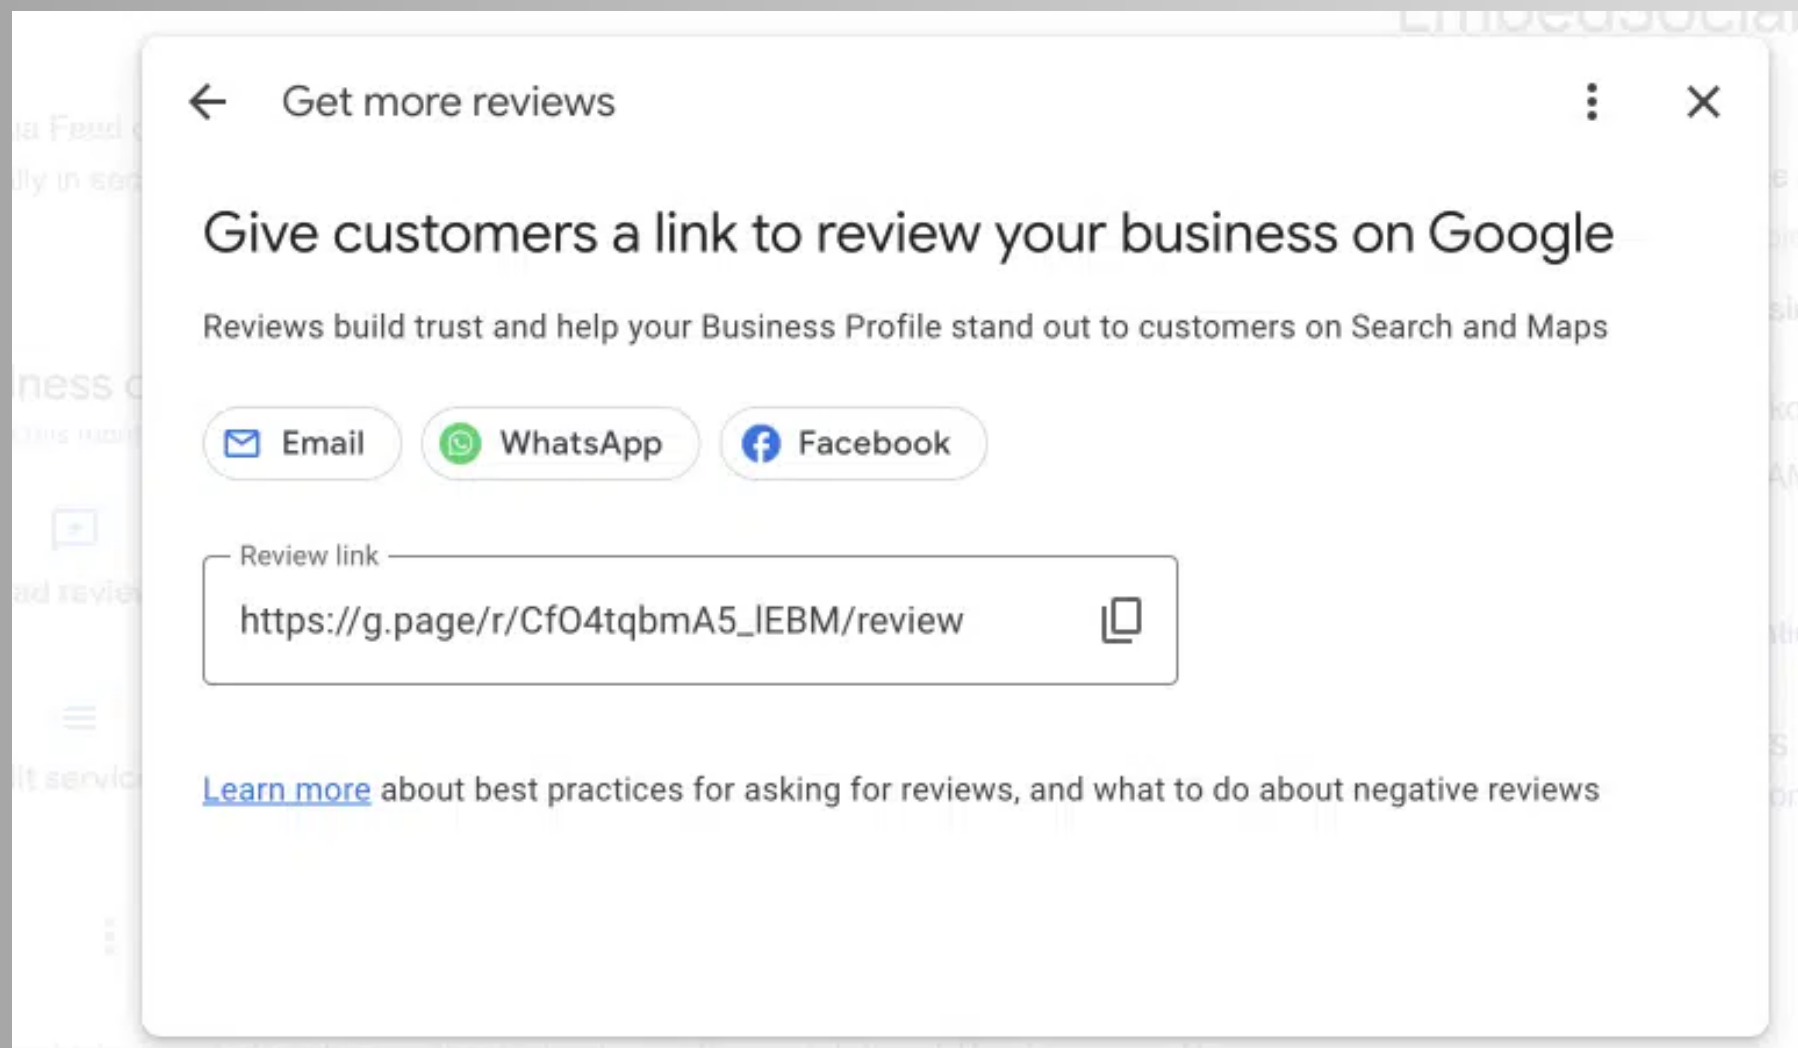 EmbedSocial
Get more reviews
Give customers a link to review your business on Google
Reviews build trust and help your Business Profile stand out to customers on Search and Maps
Email WhatsApp Facebook
Review link
https://g.page/r/CfO4tqbmA5_lEBM/review
Learn more about best practices for asking for reviews, and what to do about negative reviews